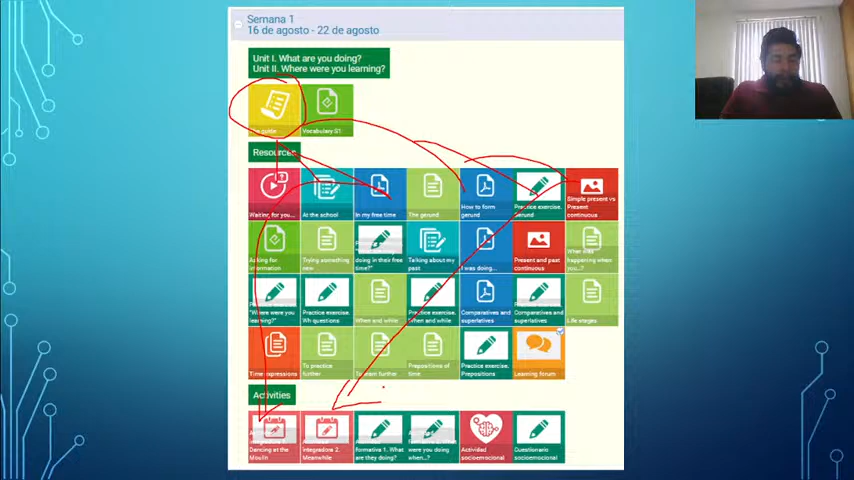 Semana 1
16 de agosto - 22 de agosto
Unit I. What are you doing?
Unit II. Where were you learning?
guide
Vocabulary S1
Resources
Waiting for you...
At the school
In my free time
The gerund
How to form
gerund
Practice exercise.
Gerund
Simple present vs
Present
continuous
Asking for
information
Trying something
new
doing in their free
time?"
Talking about my
past
I was doing...
Present and past
continuous
happening when
you...?
"Where were you
learning?"
Practice exercise.
Wh questions
When and while
Practice exercise.
When and while
Comparatives and
superlatives
Practice exercise.
Comparatives and
superlatives
Life stages
Time expressions
To practice
further
To learn further
Prepositions of
time
Practice exercise.
Prepositions
Learning forum
Activities
integradora 1.
Dancing at the
Moulin
integradora 2.
Meanwhile
formativa 1. What
are they doing?
formativa 2. What
were you doing
when...?
Actividad
socioemocional
Cuestionario
socioemocional